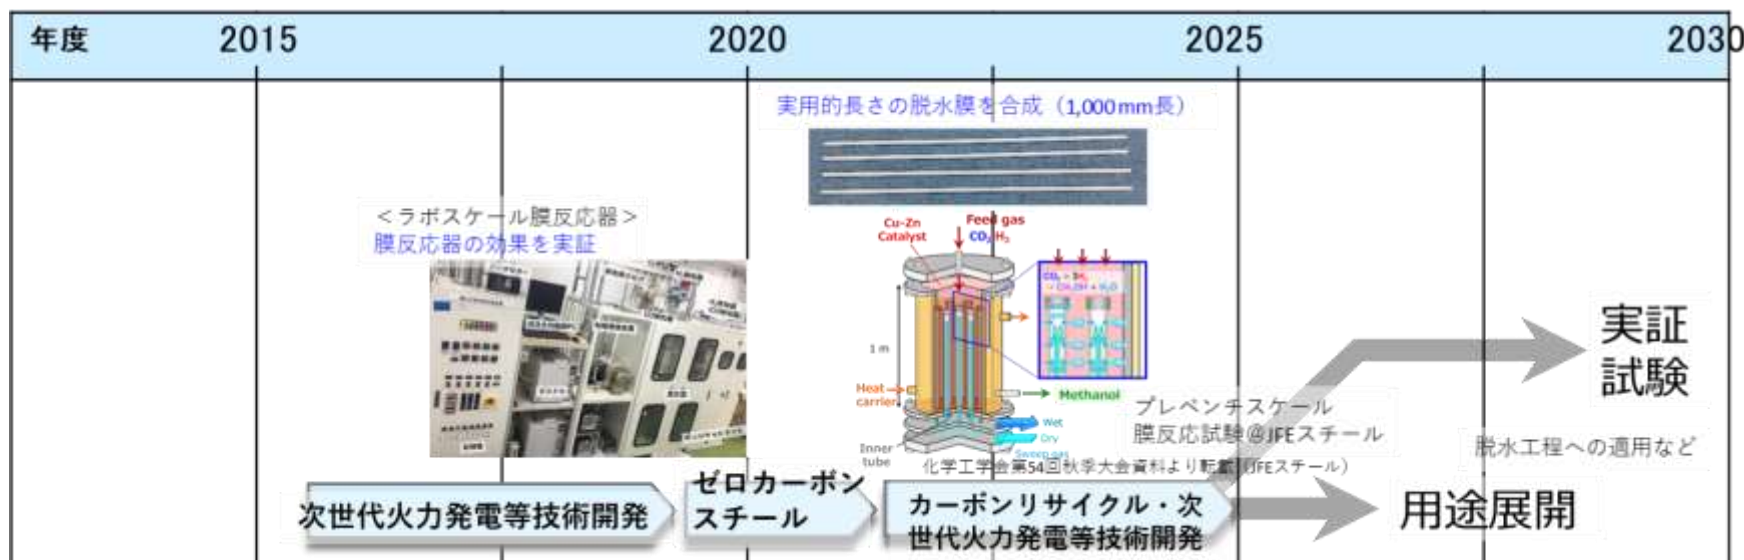 年度 2015 2020 2025 2030
実用的長さの脱水膜を合成（1,000mm長）
＜ラボスケール膜反応器＞
膜反応器の効果を実証
Cu-Zn
Catalyst
Feed gas
CO2 H2
1 m
Heat
carrier
Methanol
Wet
Dry
Sweep gas
Inner
tube
プレベンチスケール
膜反応試験@JFEスチール
化学工学会第54回秋季大会資料より転載（JFEスチール）
実証
試験
脱水工程への適用など
次世代火力発電等技術開発
ゼロカーボン
スチール
カーボンリサイクル・次
世代火力発電等技術開発
用途展開